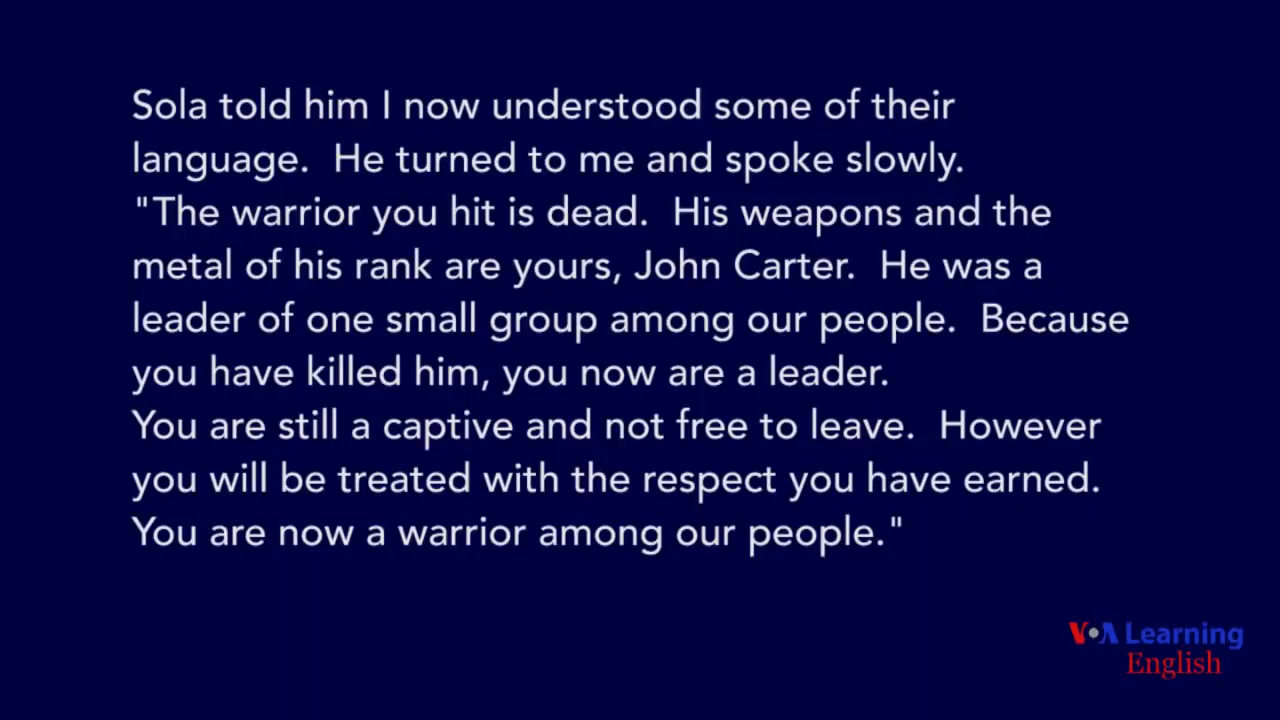 Sola told him I now understood some of their
language.  He turned to me and spoke slowly.
"The warrior you hit is dead.  His weapons and the
metal of his rank are yours, John Carter.  He was a
leader of one small group among our people.  Because
you have killed him, you now are a leader.
You are still a captive and not free to leave.  However
you will be treated with the respect you have earned.
You are now a warrior among our people."
VOA Learning
English